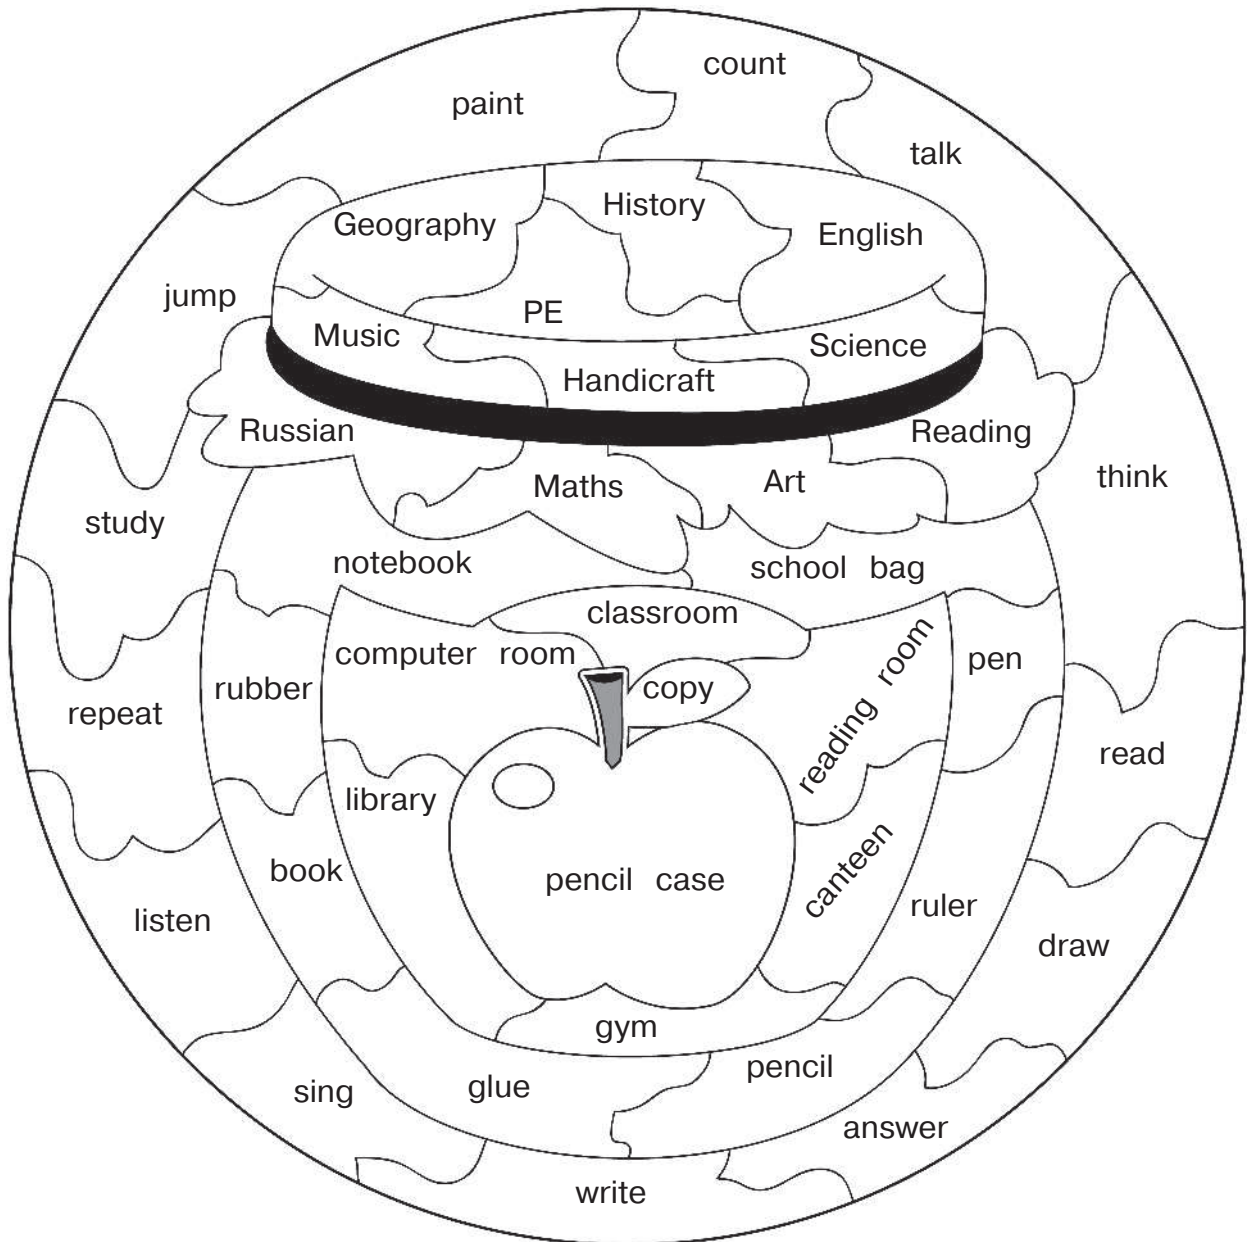 count
paint
talk
History
Geography
English
jump
PE
Music
Science
Handicraft
Russian
Reading
Maths
Art
think
study
notebook
school bag
classroom
computer room
pen
rubber
copy
reading room
repeat
read
library
book
pencil case
canteen
ruler
listen
draw
gym
pencil
glue
sing
answer
write